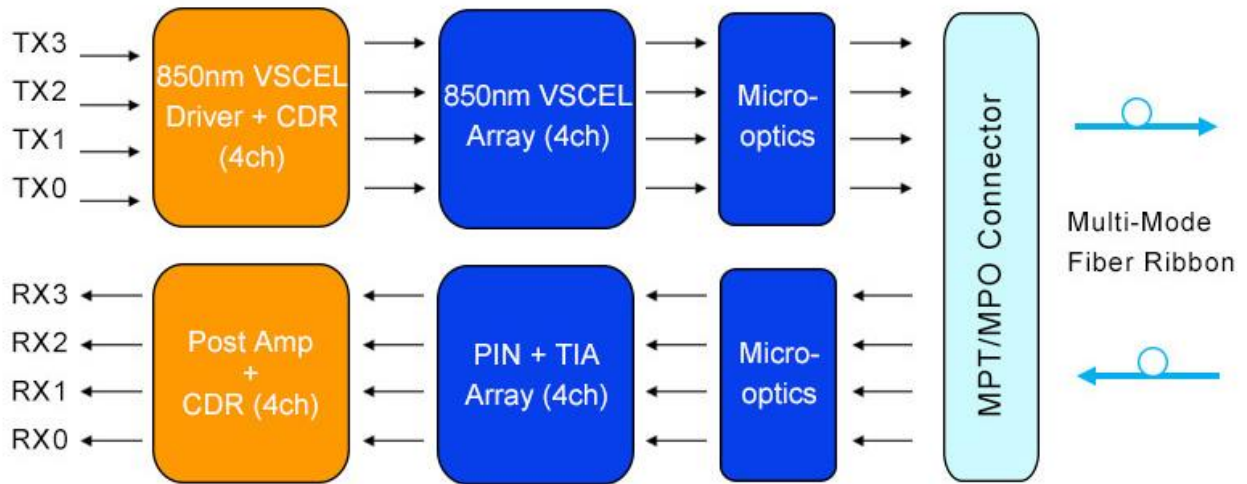 TX3
TX2
TX1
TX0
850nm VSCEL
Driver + CDR
(4ch)
850nm VSCEL
Array (4ch)
Micro-
optics
MPT/MPO Connector
Multi-Mode
Fiber Ribbon
RX3
RX2
RX1
RX0
Post Amp
+
CDR (4ch)
PIN + TIA
Array (4ch)
Micro-
optics